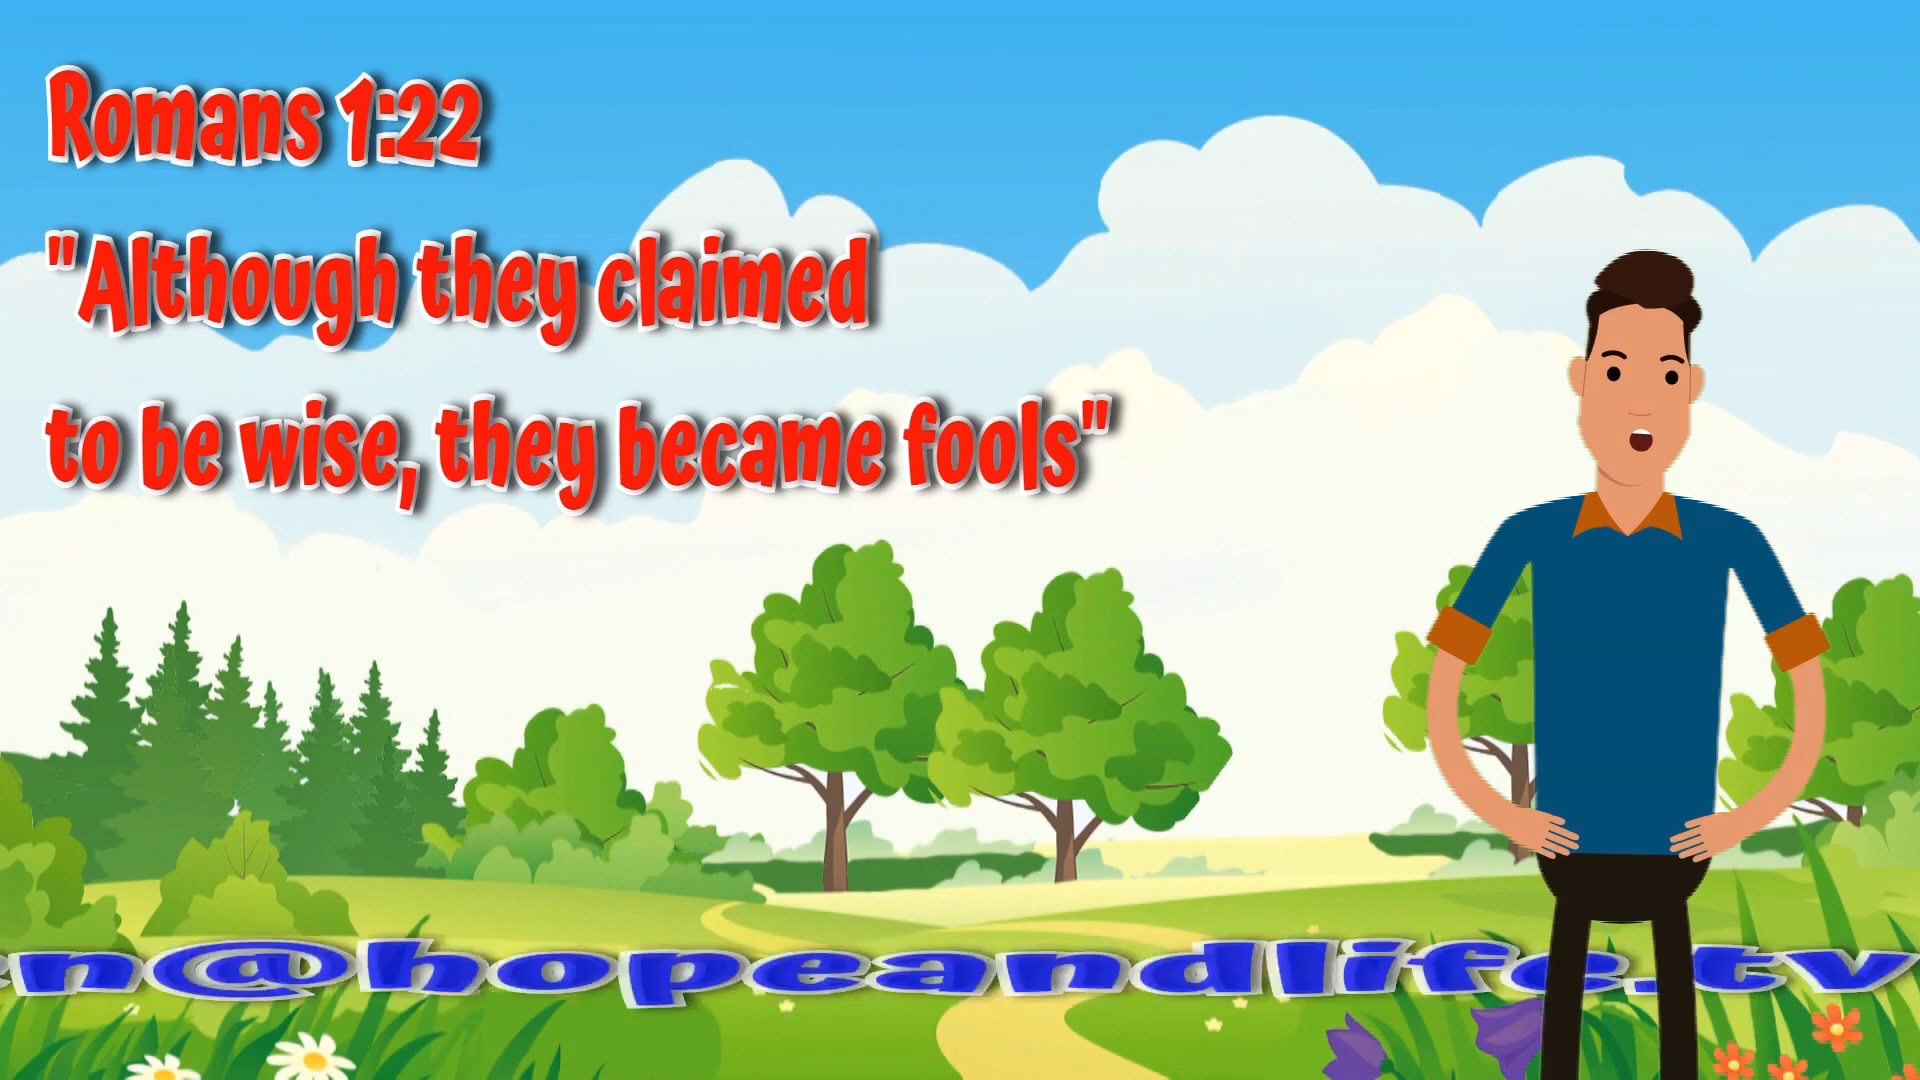 Romans 1:22
"Although they claimed
to be wise, they became fools"
n@hopeandlife.tv